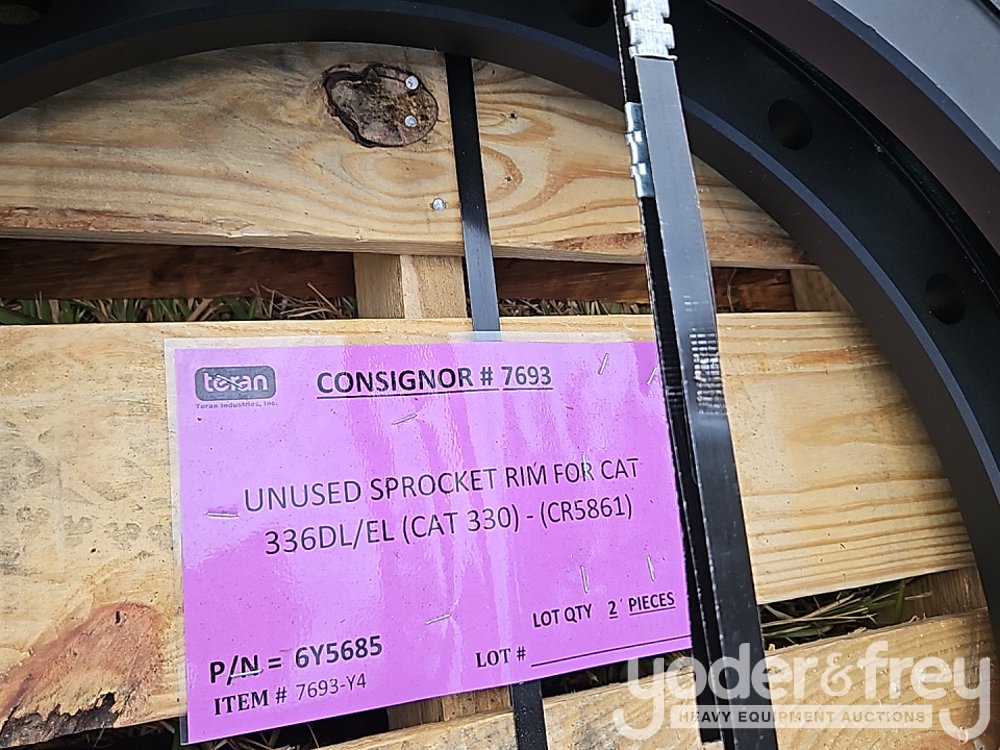 teran
Teran Industries, Inc.
CONSIGNOR # 7693
UNUSED SPROCKET RIM FOR CAT
336DL/EL (CAT 330) - (CR5861)
LOT QTY 2 PIECES
P/N = 6Y5685
LOT #
ITEM # 7693-Y4
yoder&frey
HEAVY EQUIPMENT AUCTIONS